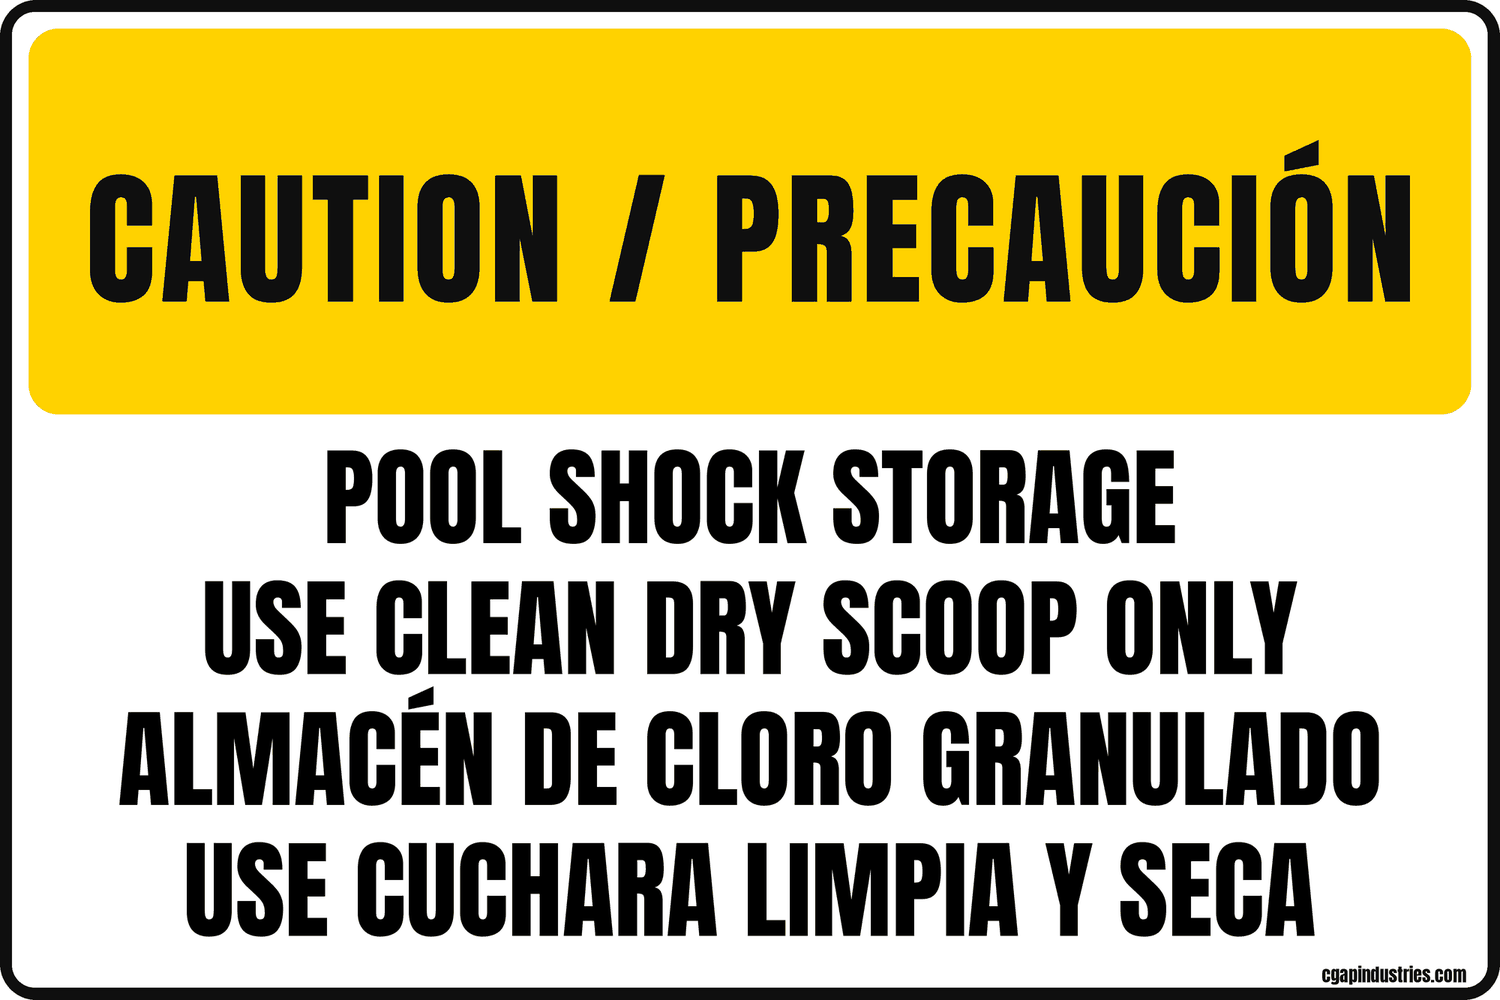 CAUTION / PRECAUCIÓN
POOL SHOCK STORAGE
USE CLEAN DRY SCOOP ONLY
ALMACÉN DE CLORO GRANULADO
USE CUCHARA LIMPIA Y SECA
cgapindustries.com